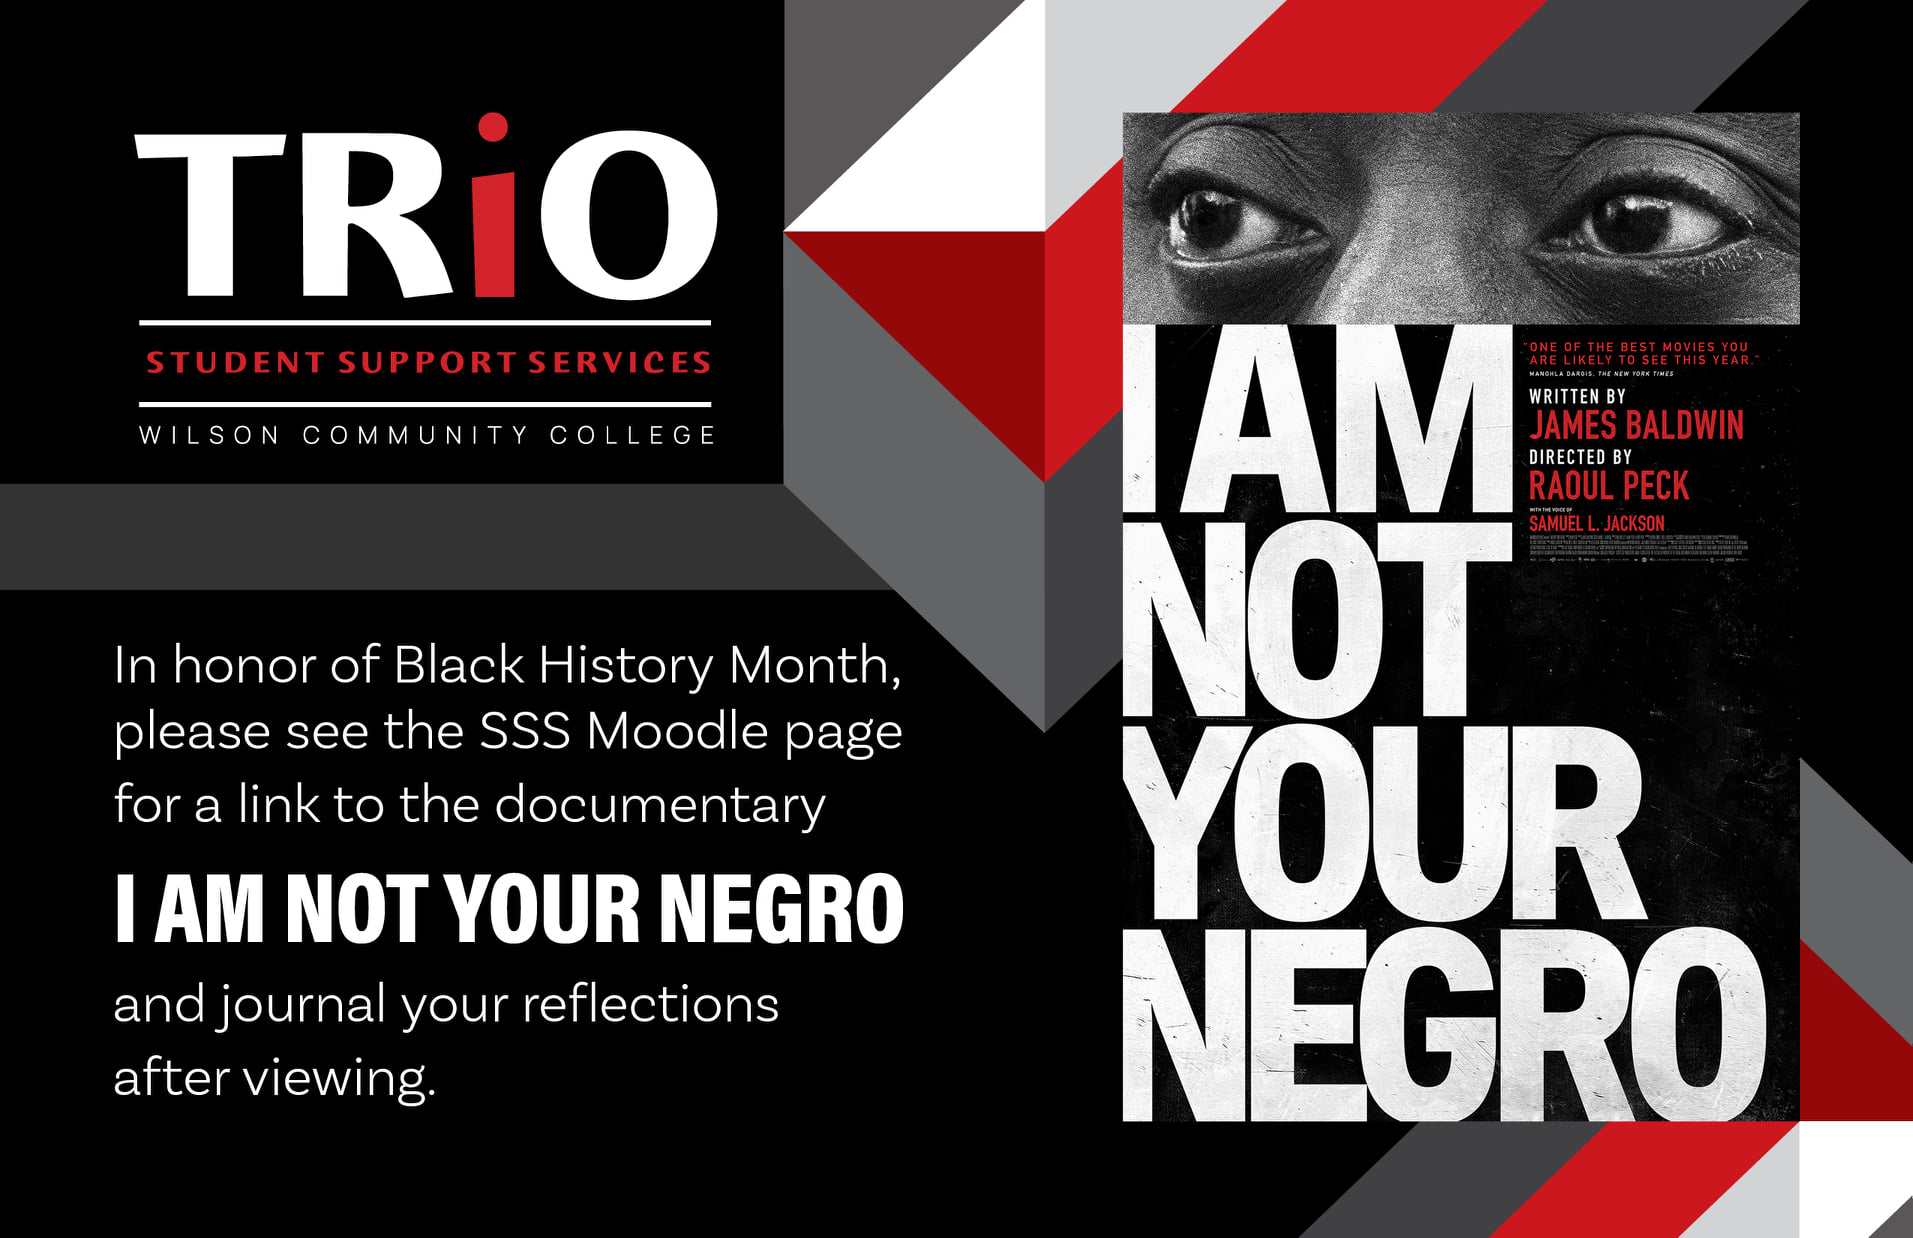 TRiO
STUDENT SUPPORT SERVICES
WILSON COMMUNITY COLLEGE
In honor of Black History Month,
please see the SSS Moodle page
for a link to the documentary
I AM NOT YOUR NEGRO
and journal your reflections
after viewing.
I AM
NOT
YOUR
NEGRO
"ONE OF THE BEST MOVIES YOU
ARE LIKELY TO SEE THIS YEAR."
MANOHLA DARGIS, THE NEW YORK TIMES
WRITTEN BY
JAMES BALDWIN
DIRECTED BY
RAOUL PECK
WITH THE VOICE OF
SAMUEL L. JACKSON